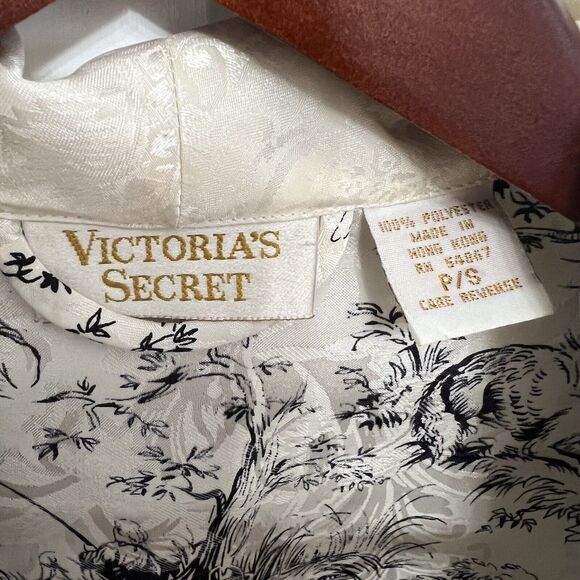 VICTORIA'S
SECRET
100% POLYESTER
MADE IN
HONG KONG
RN 54867
P/S
CARE REVERSE